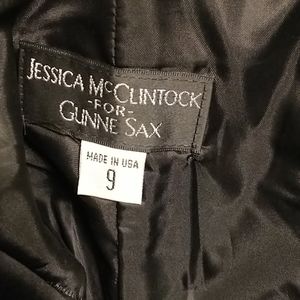 JESSICA MCCLINTOCK
-FOR-
GUNNE SAX
MADE IN USA
9